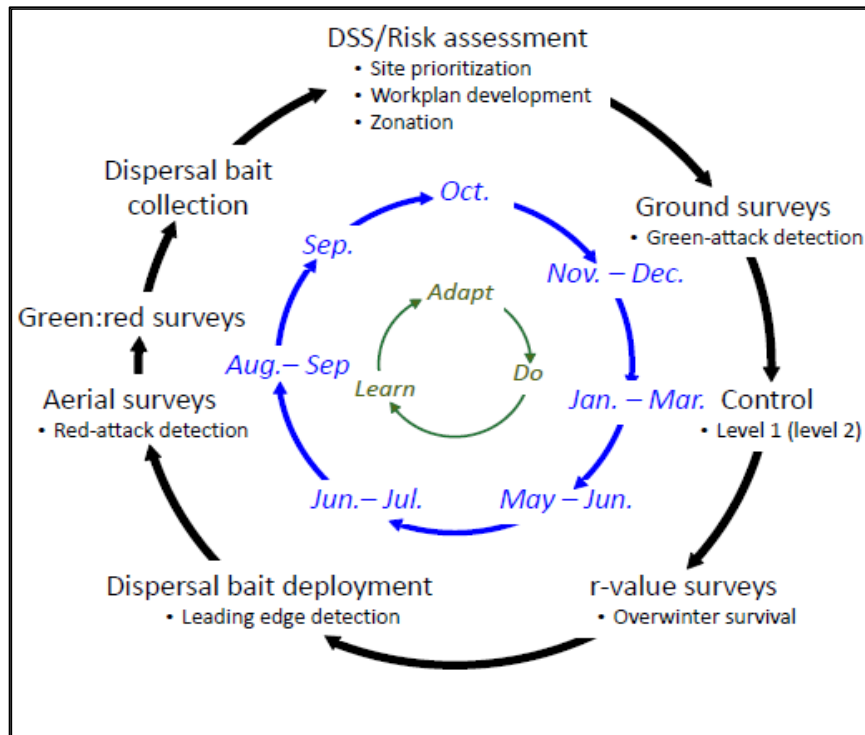 DSS/Risk assessment
• Site prioritization
• Workplan development
• Zonation
Ground surveys
• Green-attack detection
Control
• Level 1 (level 2)
r-value surveys
• Overwinter survival
Dispersal bait deployment
• Leading edge detection
Aerial surveys
• Red-attack detection
Green:red surveys
Dispersal bait
collection
Oct.
Nov. – Dec.
Jan. – Mar.
May – Jun.
Jun.– Jul.
Aug.– Sep
Sep.
Adapt
Do
Learn